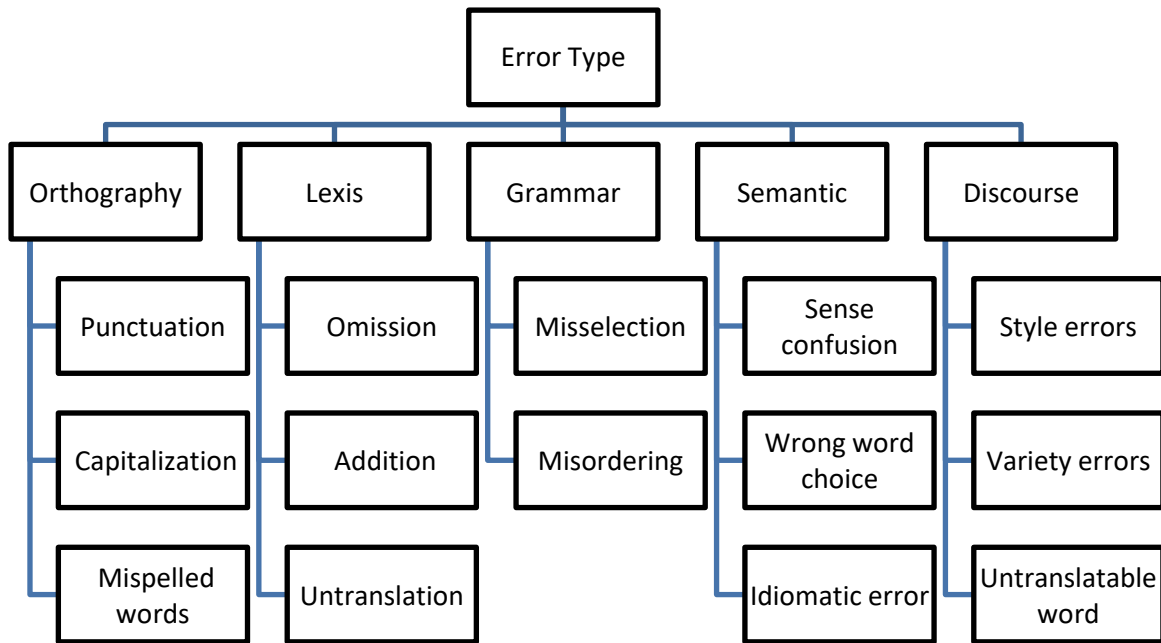 Error Type
Orthography
Lexis
Grammar
Semantic
Discourse
Punctuation
Omission
Misselection
Sense
confusion
Style errors
Capitalization
Addition
Misordering
Wrong word
choice
Variety errors
Mispelled
words
Untranslation
Idiomatic error
Untranslatable
word